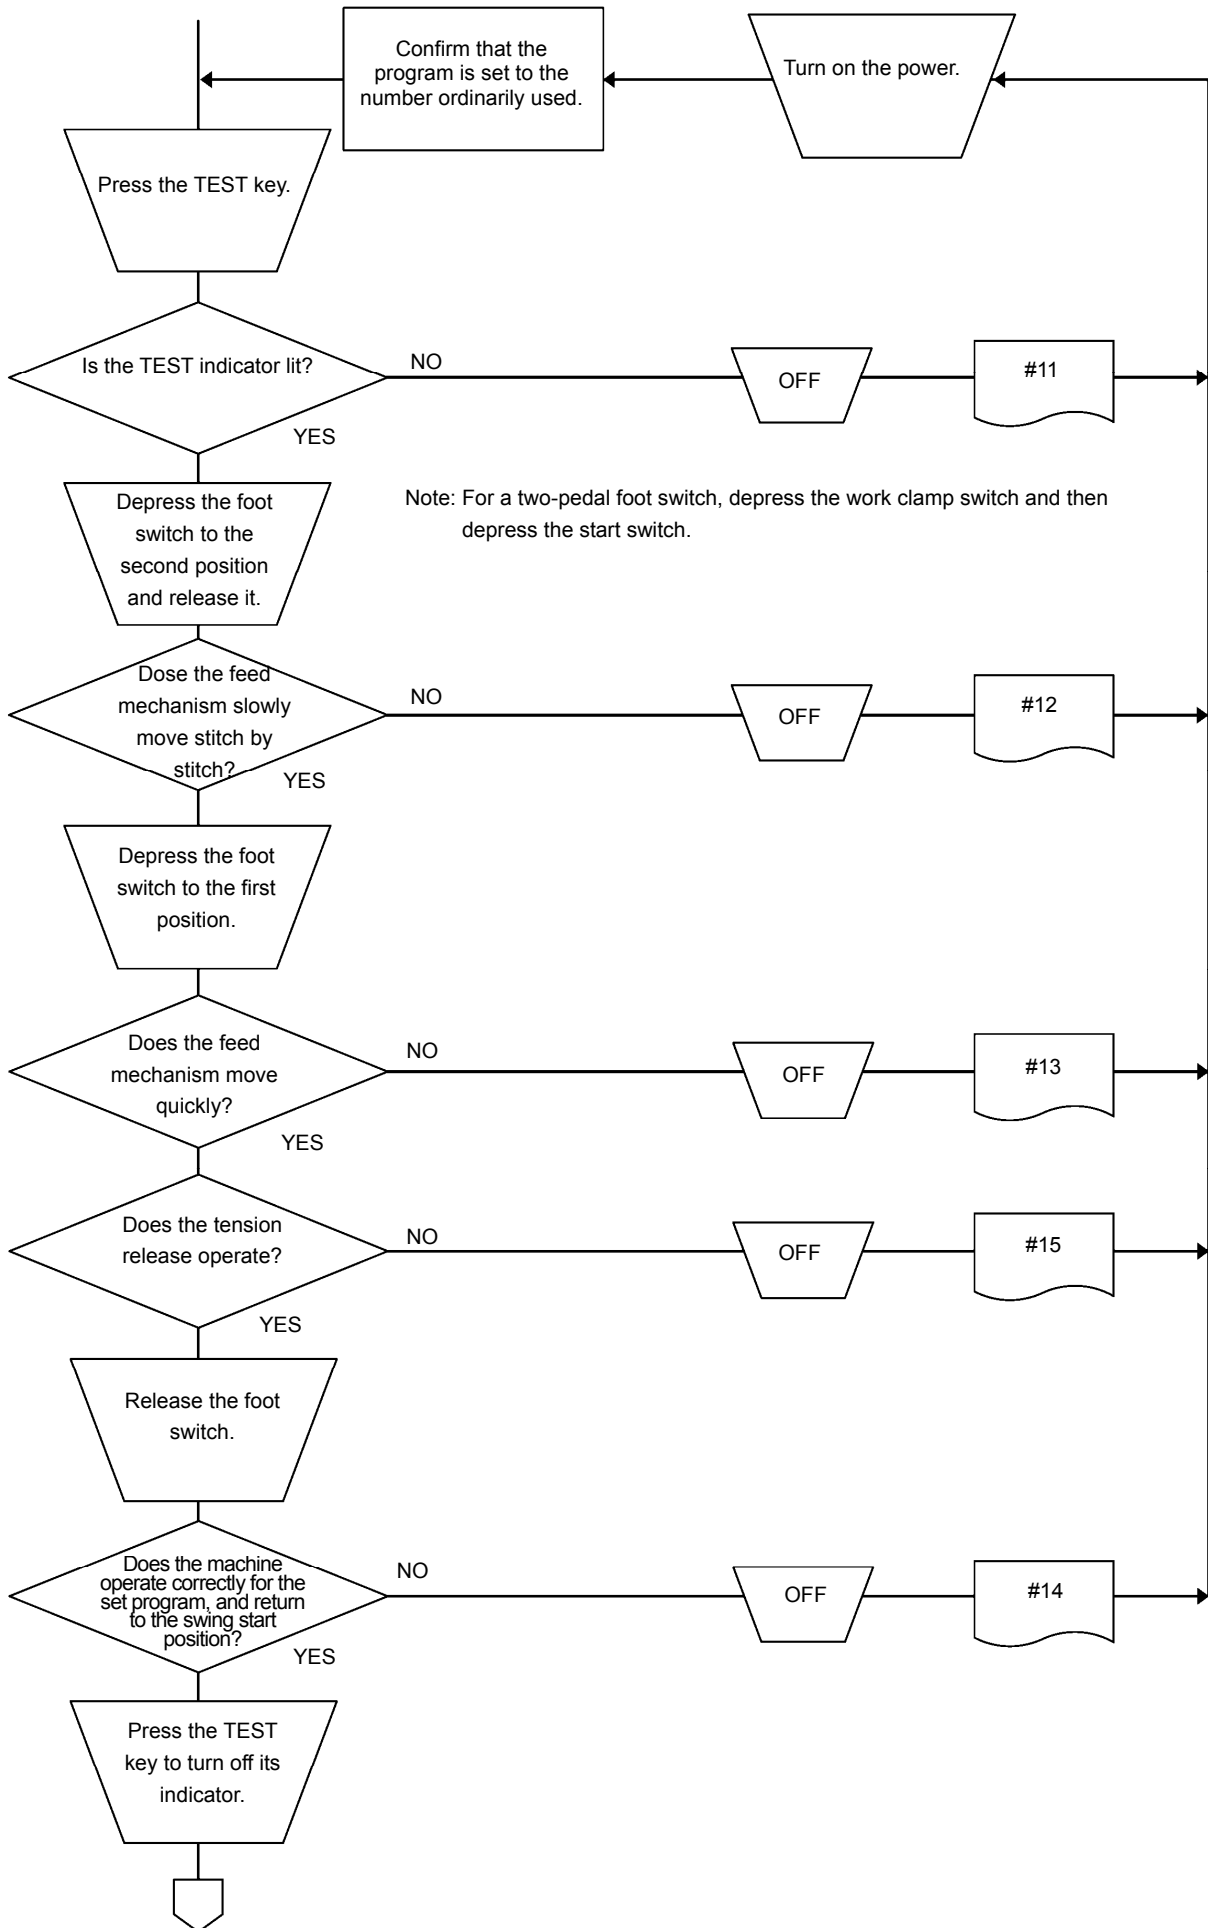 Confirm that the
program is set to the
number ordinarily used.
Turn on the power.
Press the TEST key.
Is the TEST indicator lit?
NO
OFF
#11
YES
Depress the foot
switch to the
second position
and release it.
Note: For a two-pedal foot switch, depress the work clamp switch and then
depress the start switch.
Dose the feed
mechanism slowly
move stitch by
stitch?
NO
OFF
#12
YES
Depress the foot
switch to the first
position.
Does the feed
mechanism move
quickly?
NO
OFF
#13
YES
Does the tension
release operate?
NO
OFF
#15
YES
Release the foot
switch.
Does the machine
operate correctly for the
set program, and return
to the swing start
position?
NO
OFF
#14
YES
Press the TEST
key to turn off its
indicator.